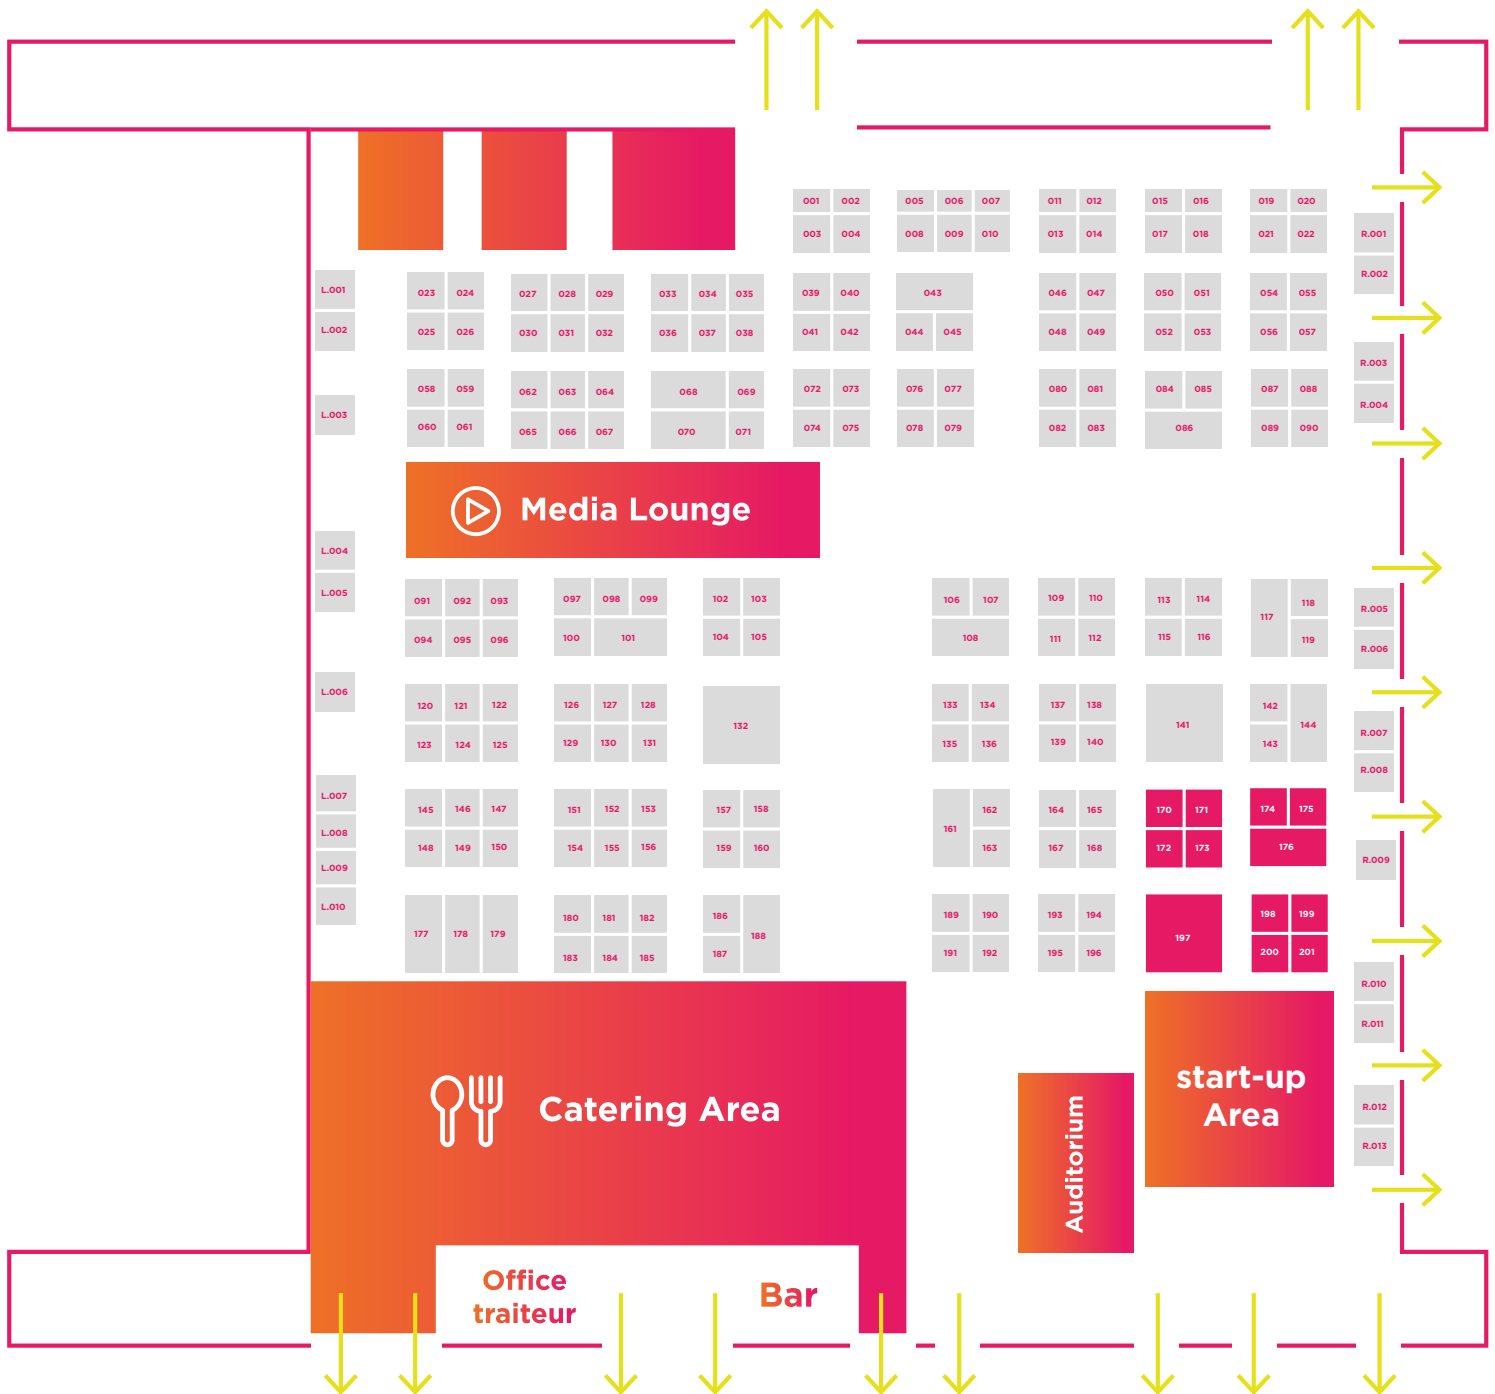 001 002 005 006 007 011 012 015 016 019 020
003 004 008 009 010 013 014 017 018 021 022
R.001
R.002
L.001
023 024 027 028 029 033 034 035 039 040 043 046 047 050 051 054 055
L.002
025 026 030 031 032 036 037 038 041 042 044 045 048 049 052 053 056 057
R.003
058 059 062 063 064 068 069 072 073 076 077 080 081 084 085 087 088
R.004
L.003
060 061 065 066 067 070 071 074 075 078 079 082 083 086 089 090
Media Lounge
L.004
L.005
091 092 093 097 098 099 102 103 106 107 109 110 113 114 117 118
R.005
094 095 096 100 101 104 105 108 111 112 115 116 119
R.006
L.006
120 121 122 126 127 128 132 133 134 137 138 141 142 144
R.007
123 124 125 129 130 131 135 136 139 140 143
R.008
L.007
145 146 147 151 152 153 157 158 161 162 164 165 170 171 174 175
L.008
148 149 150 154 155 156 159 160 163 167 168 172 173 176
R.009
L.009
L.010
177 178 179 180 181 182 186 188 189 190 193 194 197 198 199
183 184 185 187 191 192 195 196 200 201
R.010
R.011
Catering Area
Auditorium
start-up
Area
R.012
R.013
Office
traiteur
Bar